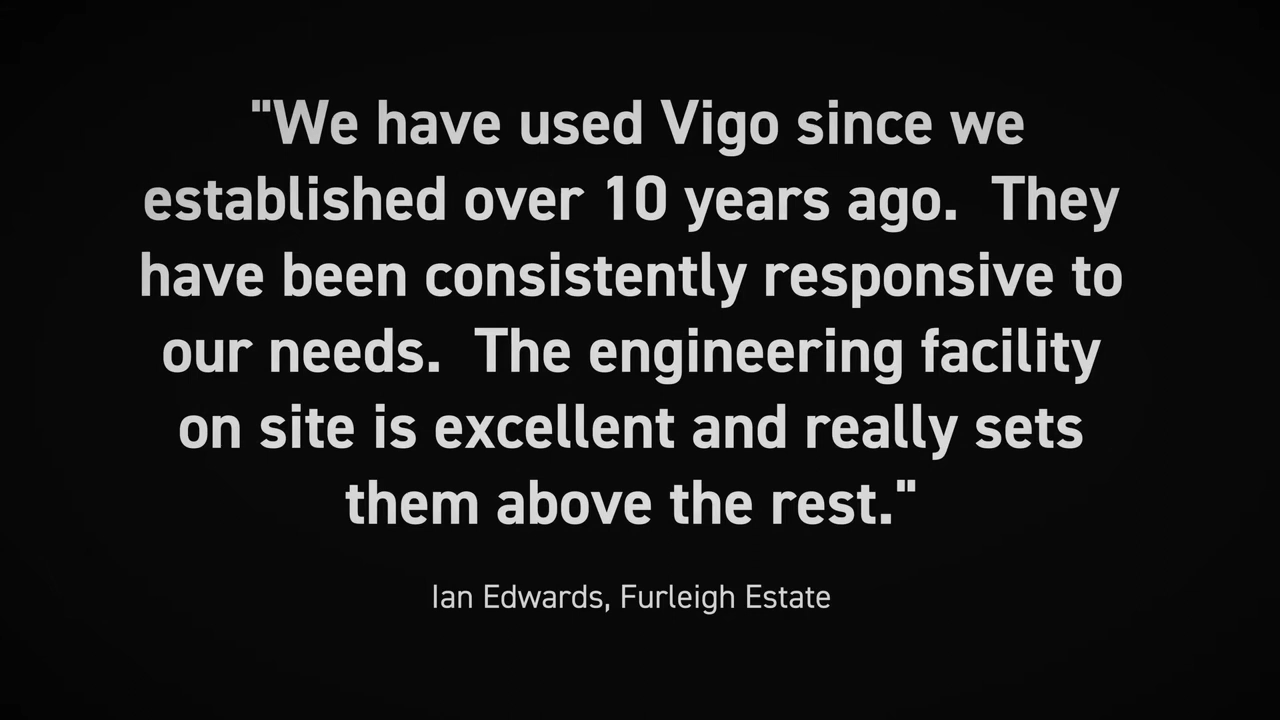 "We have used Vigo since we
established over 10 years ago.  They
have been consistently responsive to
our needs.  The engineering facility
on site is excellent and really sets
them above the rest."
Ian Edwards, Furleigh Estate